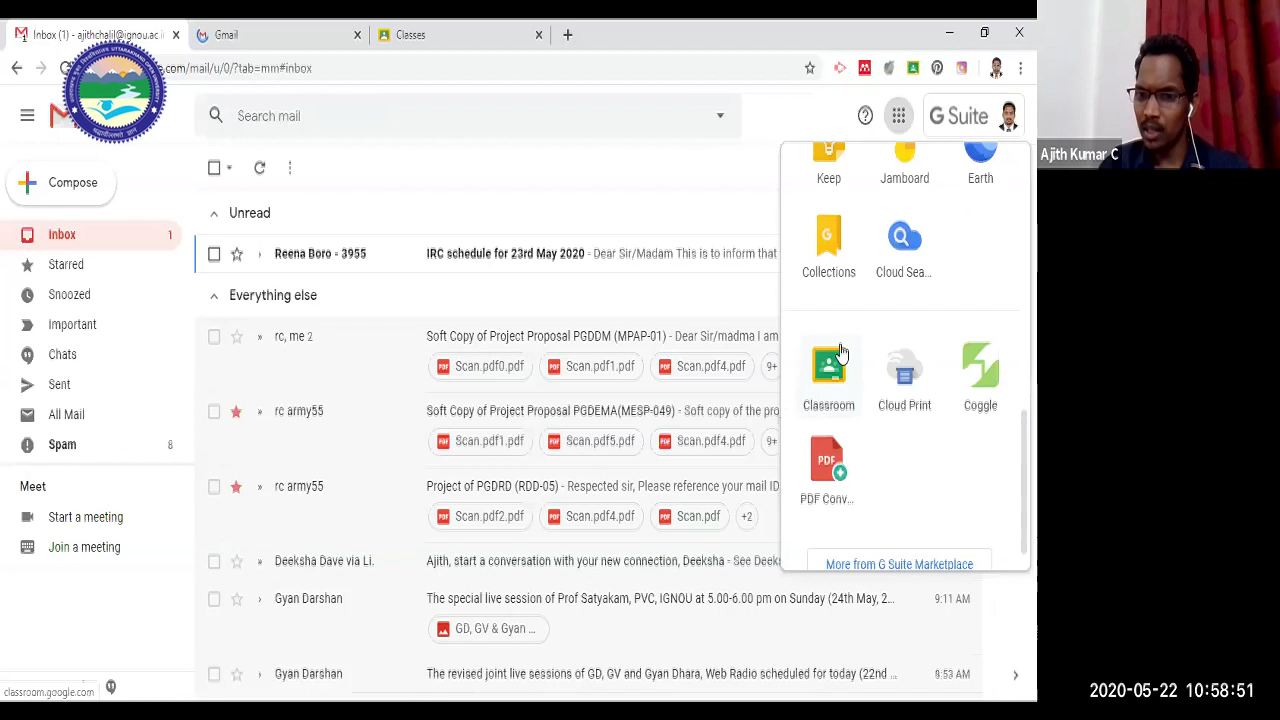 Inbox (1) - ajithchalil@ignou.ac.i
Gmail
Classes
.com/mail/u/0/?tab=mm#inbox
Search mail
G Suite
Compose
Inbox 1
Starred
Snoozed
Important
Chats
Sent
All Mail
Spam 8
Meet
Start a meeting
Join a meeting
classroom.google.com
Unread
Reena Boro - 3955 IRC schedule for 23rd May 2020 - Dear Sir/Madam This is to inform that
Everything else
rc, me 2 Soft Copy of Project Proposal PGDDM (MPAP-01) - Dear Sir/madma I am
Scan.pdf0.pdf Scan.pdf1.pdf Scan.pdf4.pdf 9+
rc army55 Soft Copy of Project Proposal PGDEMA(MESP-049) - Soft copy of the proj
Scan.pdf1.pdf Scan.pdf5.pdf Scan.pdf4.pdf 9+
rc army55 Project of PGDRD (RDD-05) - Respected sir, Please reference your mail ID
Scan.pdf2.pdf Scan.pdf4.pdf Scan.pdf +2
Deeksha Dave via Li. Ajith, start a conversation with your new connection, Deeksha - See Deeks
Gyan Darshan The special live session of Prof Satyakam, PVC, IGNOU at 5.00-6.00 pm on Sunday (24th May, 2... 9:11 AM
GD, GV & Gyan ...
Gyan Darshan The revised joint live sessions of GD, GV and Gyan Dhara, Web Radio scheduled for today (22nd ... 8:53 AM
Keep Jamboard Earth
Collections Cloud Sea...
Classroom Cloud Print Coggle
PDF
PDF Conv...
More from G Suite Marketplace
Ajith Kumar C
2020-05-22 10:58:51